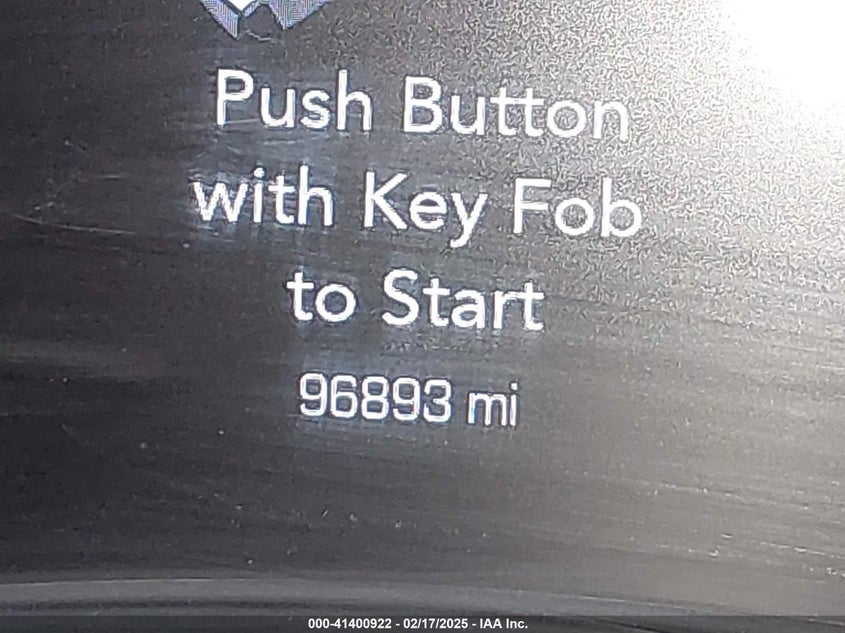 Push Button
with Key Fob
to Start
96893 mi
000-41400922 - 02/17/2025 - IAA Inc.